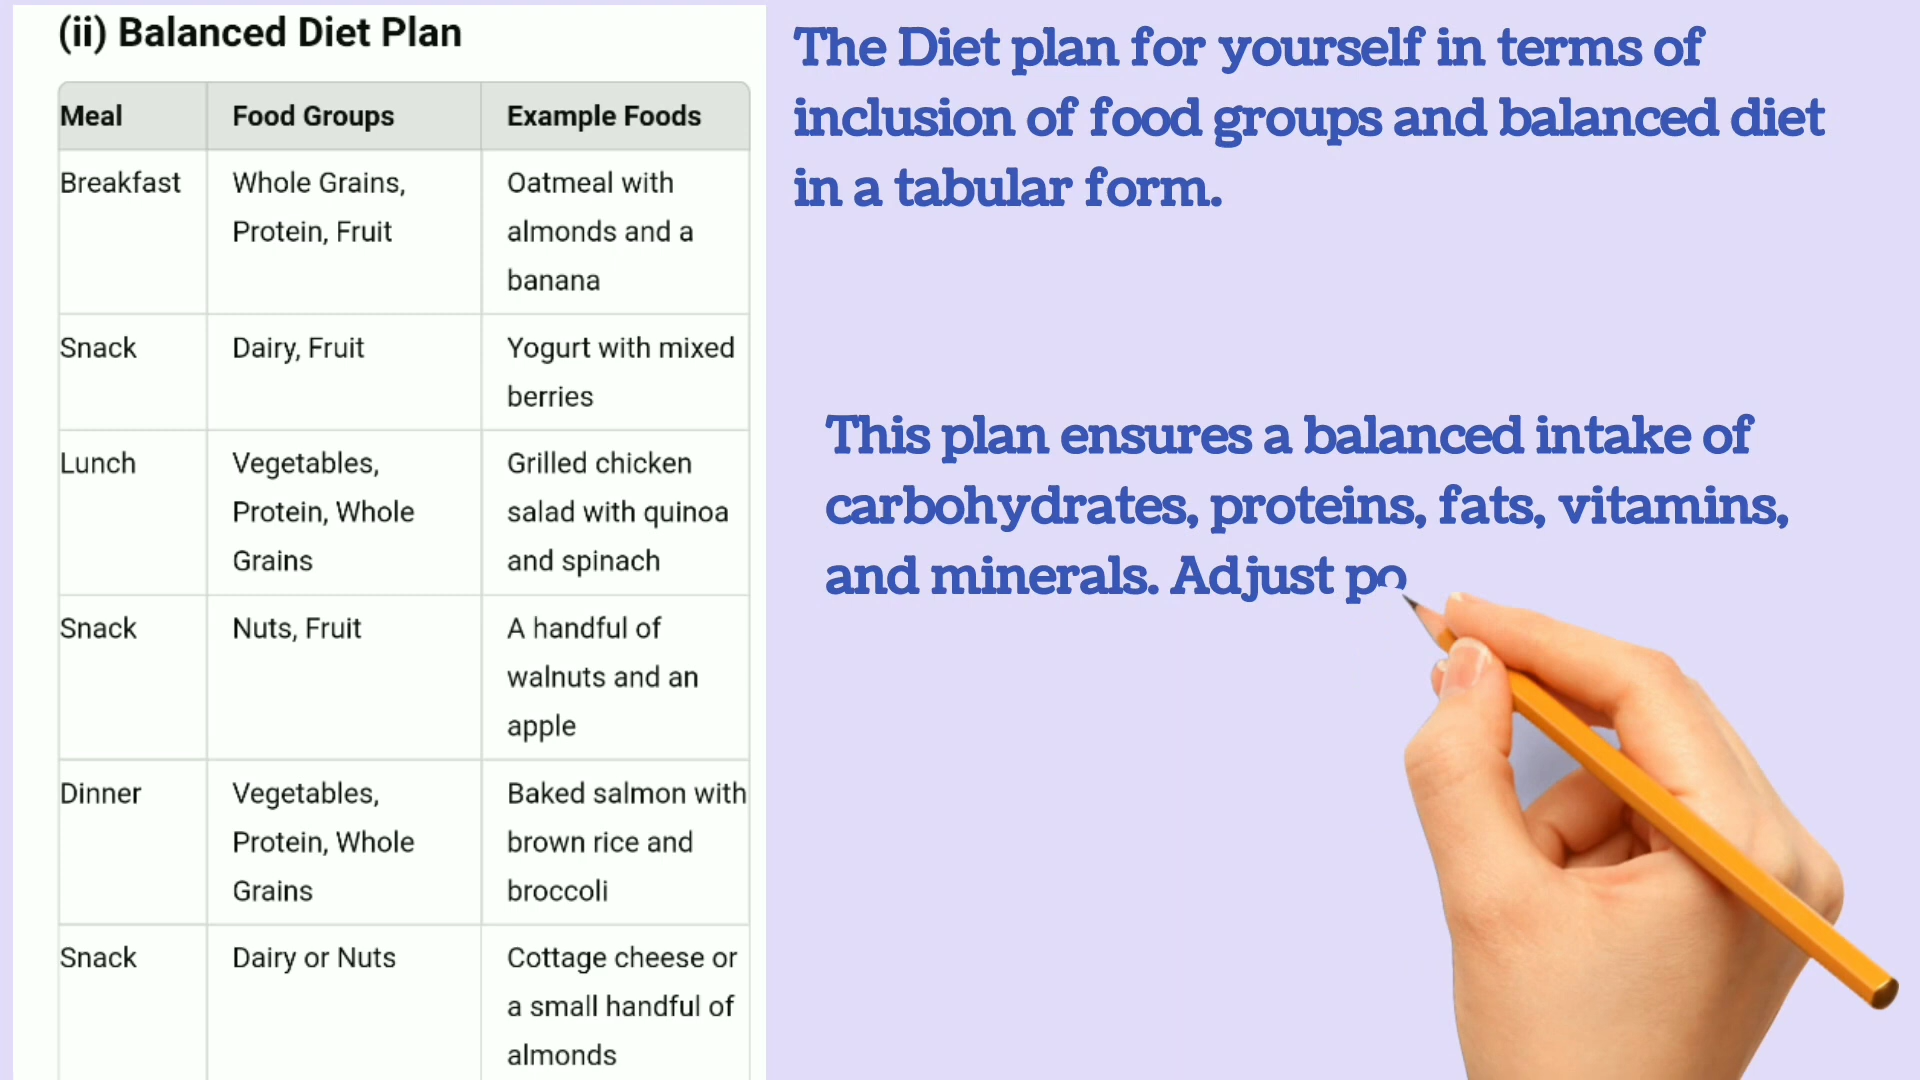 (ii) Balanced Diet Plan
Meal Food Groups Example Foods
Breakfast Whole Grains, Oatmeal with
Protein, Fruit almonds and a
banana
Snack Dairy, Fruit Yogurt with mixed
berries
Lunch Vegetables, Grilled chicken
Protein, Whole salad with quinoa
Grains and spinach
Snack Nuts, Fruit A handful of
walnuts and an
apple
Dinner Vegetables, Baked salmon with
Protein, Whole brown rice and
Grains broccoli
Snack Dairy or Nuts Cottage cheese or
a small handful of
almonds
The Diet plan for yourself in terms of
inclusion of food groups and balanced diet
in a tabular form.
This plan ensures a balanced intake of
carbohydrates, proteins, fats, vitamins,
and minerals. Adjust po